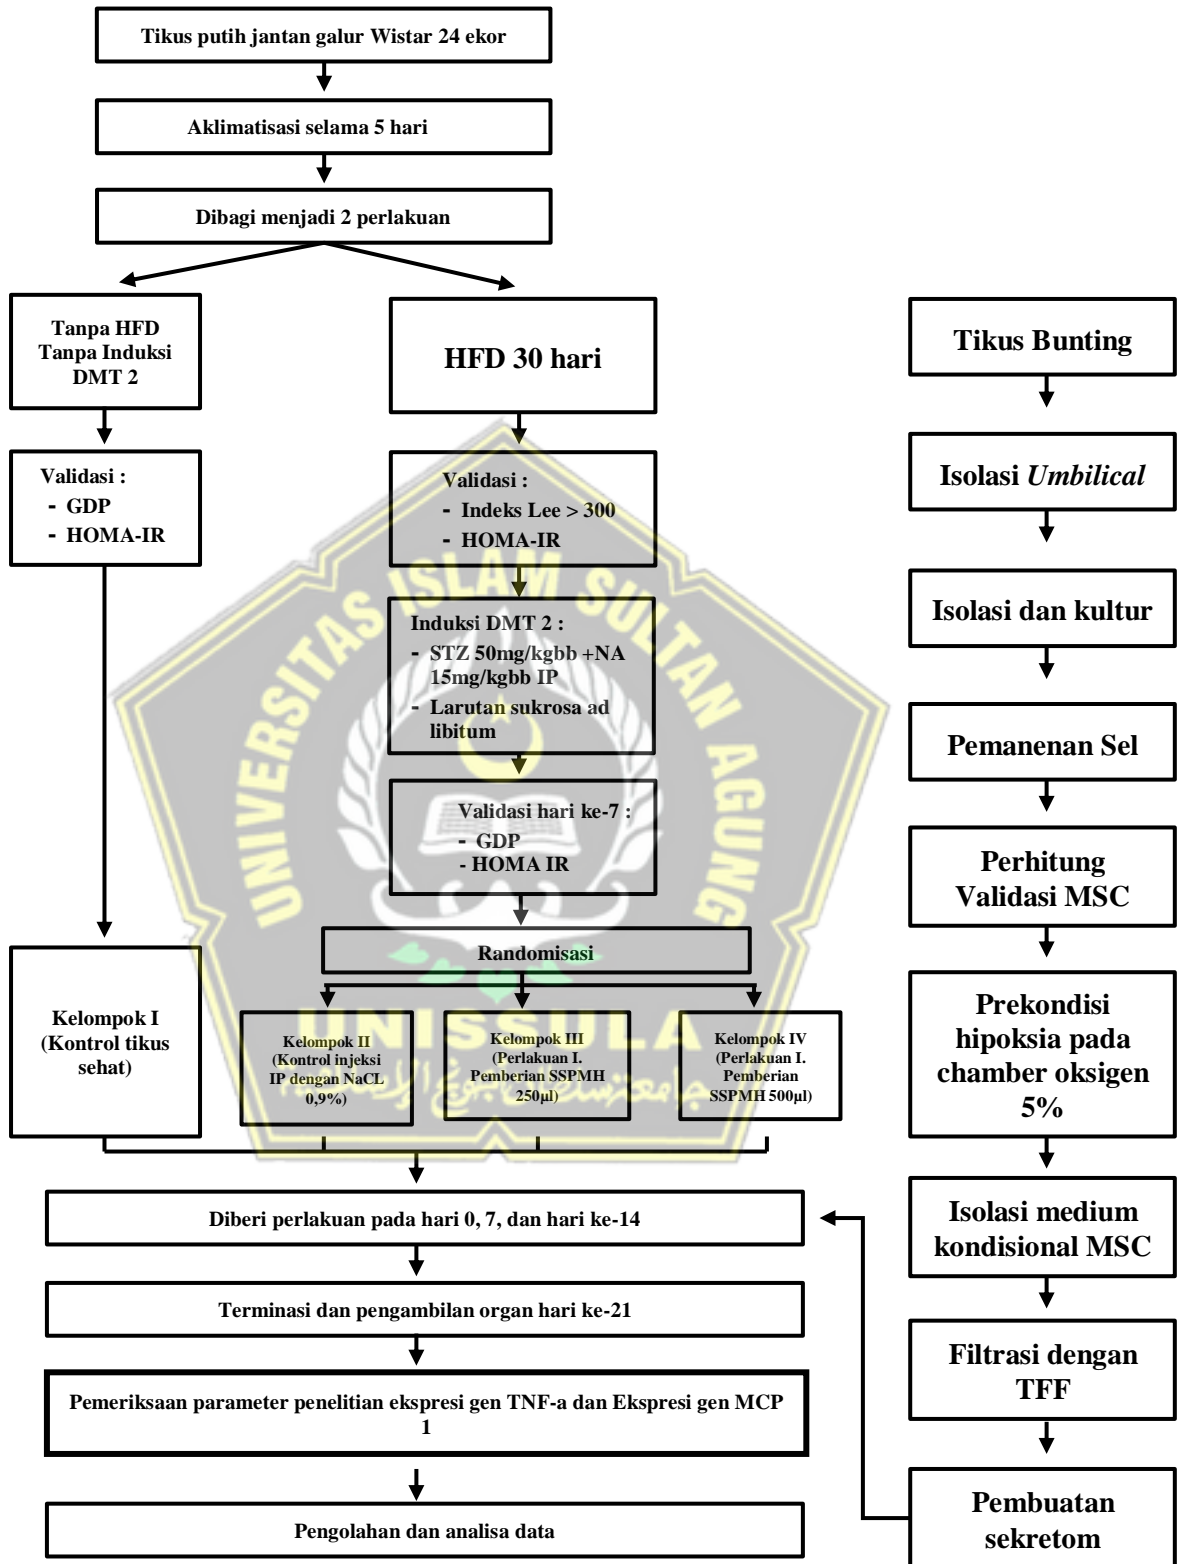 Tikus putih jantan galur Wistar 24 ekor
Aklimatisasi selama 5 hari
Dibagi menjadi 2 perlakuan
Tanpa HFD
Tanpa Induksi
DMT 2
HFD 30 hari
Validasi :
- GDP
- HOMA-IR
Validasi :
- Indeks Lee > 300
- HOMA-IR
Induksi DMT 2 :
- STZ 50mg/kgbb +NA
15mg/kgbb IP
- Larutan sukrosa ad
libitum
Validasi hari ke-7 :
- GDP
- HOMA IR
Randomisasi
Kelompok I
(Kontrol tikus
sehat)
Kelompok II
(Kontrol injeksi
IP dengan NaCL
0,9%)
Kelompok III
(Perlakuan I.
Pemberian SSPMH
250µl)
Kelompok IV
(Perlakuan I.
Pemberian
SSPMH 500µl)
Diberi perlakuan pada hari 0, 7, dan hari ke-14
Terminasi dan pengambilan organ hari ke-21
Pemeriksaan parameter penelitian ekspresi gen TNF-a dan Ekspresi gen MCP
1
Pengolahan dan analisa data
Tikus Bunting
Isolasi Umbilical
Isolasi dan kultur
Pemanenan Sel
Perhitung
Validasi MSC
Prekondisi
hipoksia pada
chamber oksigen
5%
Isolasi medium
kondisional MSC
Filtrasi dengan
TFF
Pembuatan
sekretom
UNIVERSITAS ISLAM SULTAN AGUNG
UNISSULA